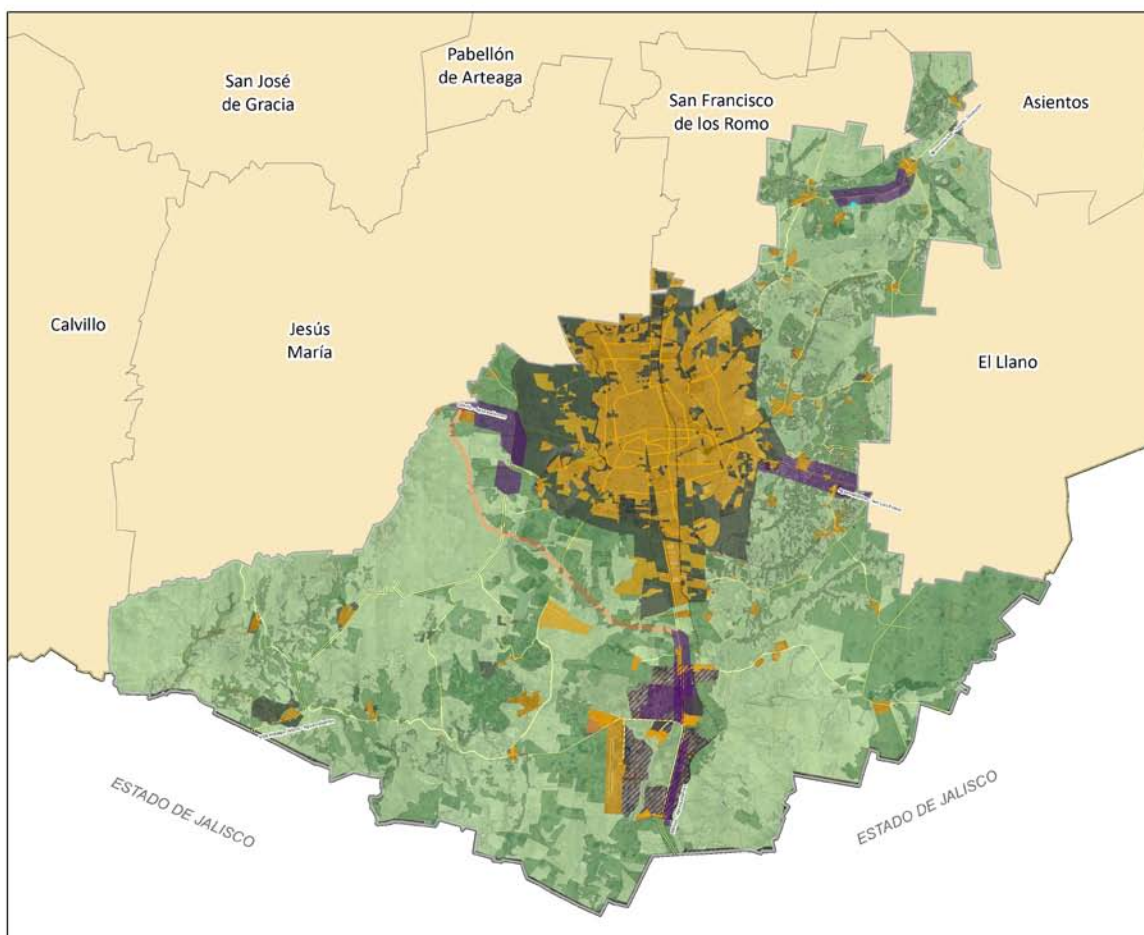 Pabellón
de Arteaga
San José
de Gracia
San Francisco
de los Romo
Asientos
Calvillo
Jesús
María
El Llano
ESTADO DE JALISCO
ESTADO DE JALISCO